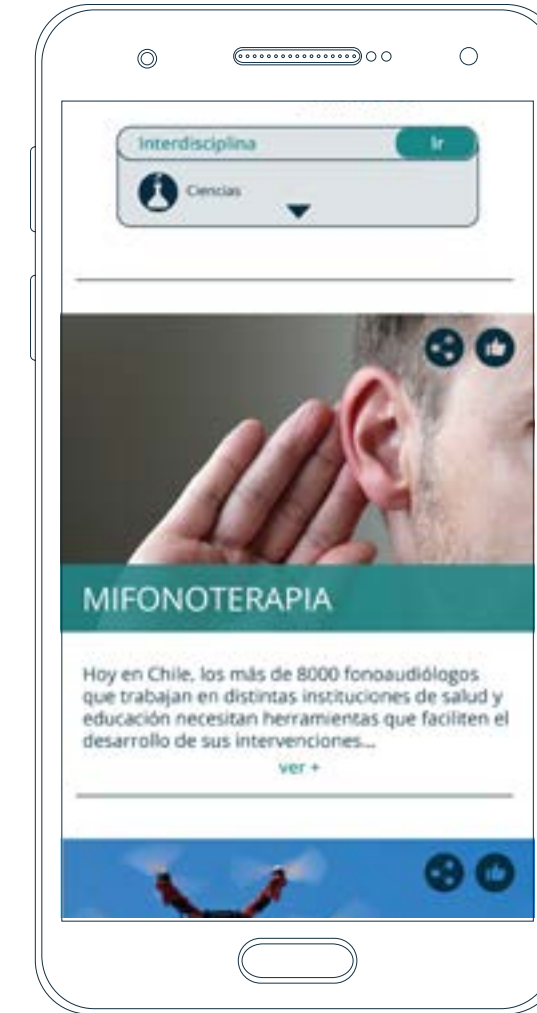 Interdisciplina
Ir
Ciencias
MIFONOTERAPIA
Hoy en Chile, los más de 8000 fonoaudiólogos
que trabajan en distintas instituciones de salud y
educación necesitan herramientas que faciliten el
desarrollo de sus intervenciones...
ver +